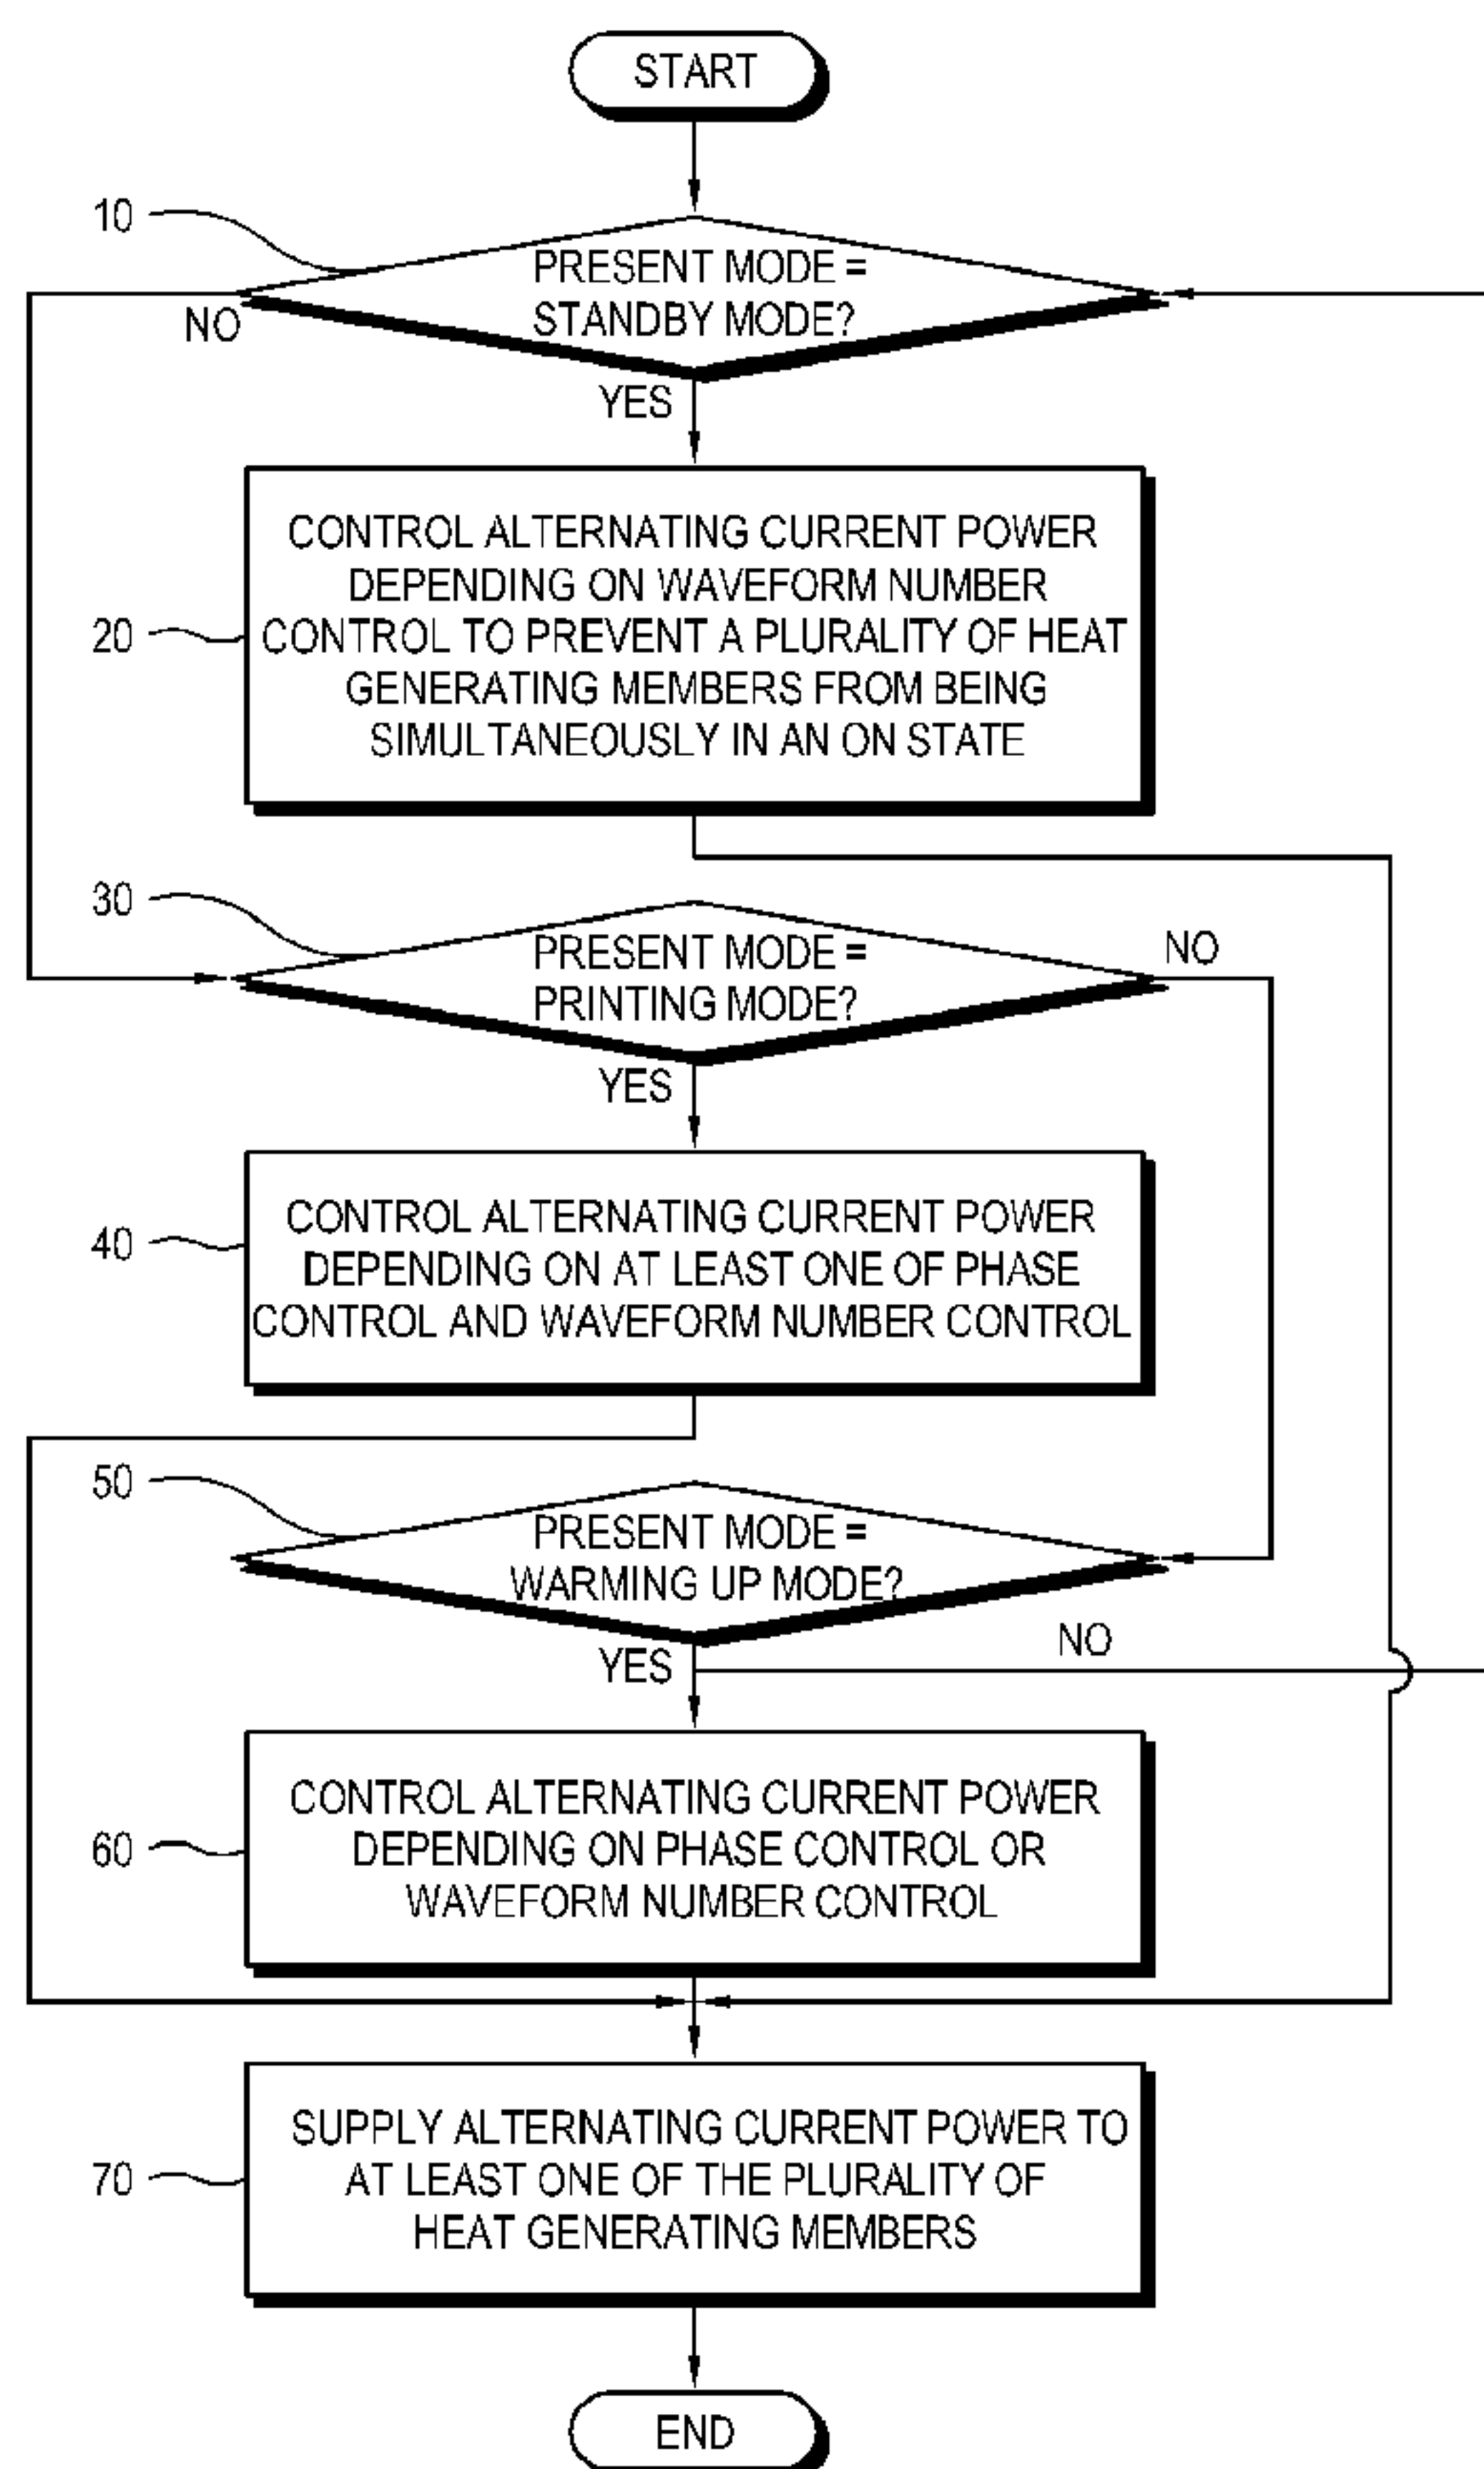 START
10
PRESENT MODE =
STANDBY MODE?
NO
YES
20
CONTROL ALTERNATING CURRENT POWER
DEPENDING ON WAVEFORM NUMBER
CONTROL TO PREVENT A PLURALITY OF HEAT
GENERATING MEMBERS FROM BEING
SIMULTANEOUSLY IN AN ON STATE
30
PRESENT MODE =
PRINTING MODE?
NO
YES
40
CONTROL ALTERNATING CURRENT POWER
DEPENDING ON AT LEAST ONE OF PHASE
CONTROL AND WAVEFORM NUMBER CONTROL
50
PRESENT MODE =
WARMING UP MODE?
NO
YES
60
CONTROL ALTERNATING CURRENT POWER
DEPENDING ON PHASE CONTROL OR
WAVEFORM NUMBER CONTROL
70
SUPPLY ALTERNATING CURRENT POWER TO
AT LEAST ONE OF THE PLURALITY OF
HEAT GENERATING MEMBERS
END